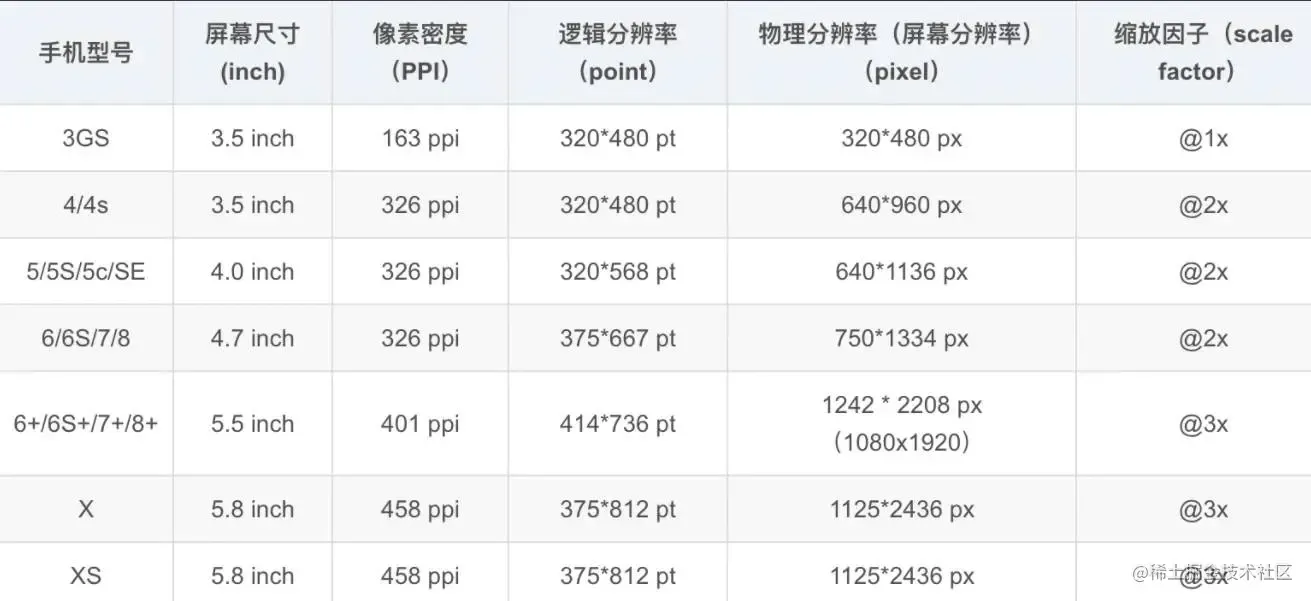 手机型号 屏幕尺寸(inch) 像素密度（PPI） 逻辑分辨率（point） 物理分辨率（屏幕分辨率）（pixel） 缩放因子（scale factor）
3GS 3.5 inch 163 ppi 320*480 pt 320*480 px @1x
4/4s 3.5 inch 326 ppi 320*480 pt 640*960 px @2x
5/5S/5c/SE 4.0 inch 326 ppi 320*568 pt 640*1136 px @2x
6/6S/7/8 4.7 inch 326 ppi 375*667 pt 750*1334 px @2x
6+/6S+/7+/8+ 5.5 inch 401 ppi 414*736 pt 1242 * 2208 px（1080x1920） @3x
X 5.8 inch 458 ppi 375*812 pt 1125*2436 px @3x
XS 5.8 inch 458 ppi 375*812 pt 1125*2436 px @3x
@稀土掘金技术社区